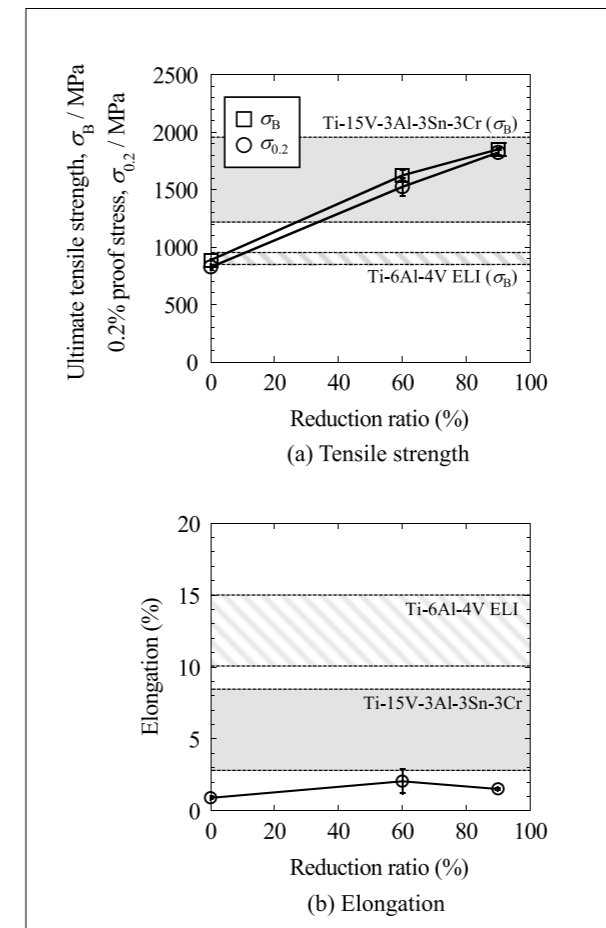 Ultimate tensile strength, σB / MPa
0.2% proof stress, σ0.2 / MPa
2500
2000
1500
1000
500
0
σB
σ0.2
Ti-15V-3Al-3Sn-3Cr (σB)
Ti-6Al-4V ELI (σB)
0 20 40 60 80 100
Reduction ratio (%)
(a) Tensile strength
Elongation (%)
20
15
10
5
0
Ti-6Al-4V ELI
Ti-15V-3Al-3Sn-3Cr
0 20 40 60 80 100
Reduction ratio (%)
(b) Elongation